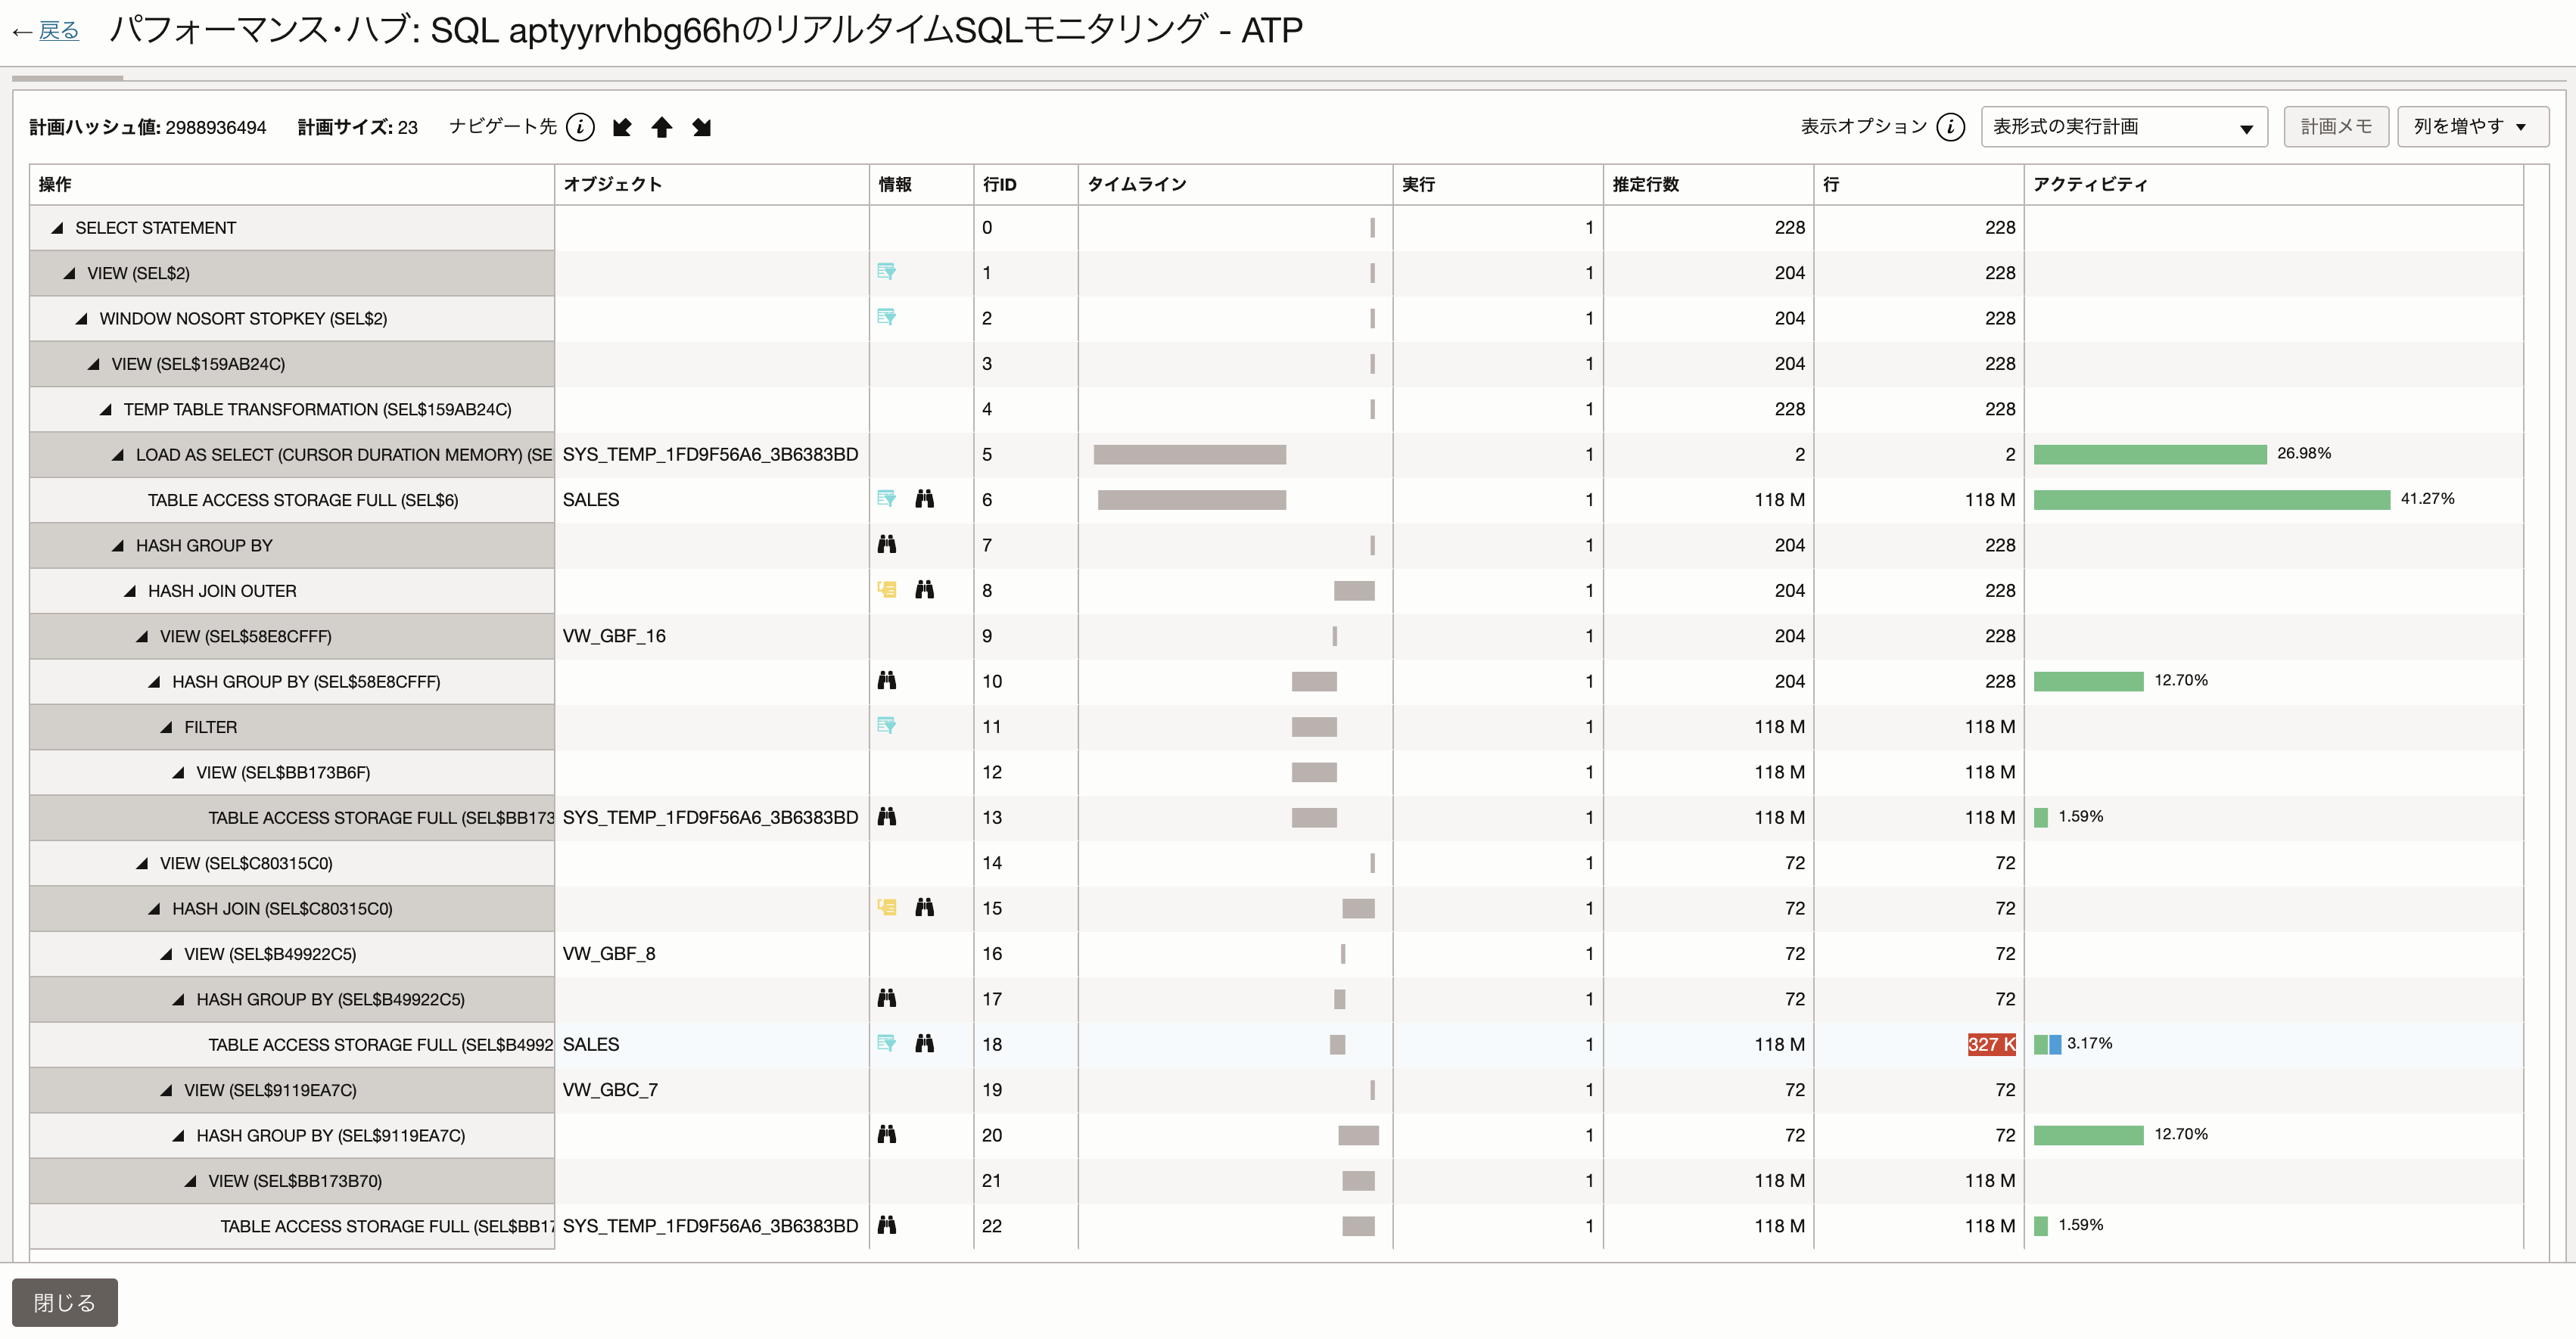 ←戻る パフォーマンス・ハブ: SQL aptyyrvhbg66hのリアルタイムSQLモニタリング - ATP
計画ハッシュ値: 2988936494 計画サイズ: 23 ナビゲート先 表示オプション 表形式の実行計画 計画メモ 列を増やす
操作 オブジェクト 情報 行ID タイムライン 実行 推定行数 行 アクティビティ
SELECT STATEMENT 0 1 228 228
VIEW (SEL$2) 1 1 204 228
WINDOW NOSORT STOPKEY (SEL$2) 2 1 204 228
VIEW (SEL$159AB24C) 3 1 204 228
TEMP TABLE TRANSFORMATION (SEL$159AB24C) 4 1 228 228
LOAD AS SELECT (CURSOR DURATION MEMORY) (SE SYS_TEMP_1FD9F56A6_3B6383BD 5 1 2 2 26.98%
TABLE ACCESS STORAGE FULL (SEL$6) SALES 6 1 118 M 118 M 41.27%
HASH GROUP BY 7 1 204 228
HASH JOIN OUTER 8 1 204 228
VIEW (SEL$58E8CFFF) VW_GBF_16 9 1 204 228
HASH GROUP BY (SEL$58E8CFFF) 10 1 204 228 12.70%
FILTER 11 1 118 M 118 M
VIEW (SEL$BB173B6F) 12 1 118 M 118 M
TABLE ACCESS STORAGE FULL (SEL$BB173 SYS_TEMP_1FD9F56A6_3B6383BD 13 1 118 M 118 M 1.59%
VIEW (SEL$C80315C0) 14 1 72 72
HASH JOIN (SEL$C80315C0) 15 1 72 72
VIEW (SEL$B49922C5) VW_GBF_8 16 1 72 72
HASH GROUP BY (SEL$B49922C5) 17 1 72 72
TABLE ACCESS STORAGE FULL (SEL$B4992 SALES 18 1 118 M 327 K 3.17%
VIEW (SEL$9119EA7C) VW_GBC_7 19 1 72 72
HASH GROUP BY (SEL$9119EA7C) 20 1 72 72 12.70%
VIEW (SEL$BB173B70) 21 1 118 M 118 M
TABLE ACCESS STORAGE FULL (SEL$BB17 SYS_TEMP_1FD9F56A6_3B6383BD 22 1 118 M 118 M 1.59%
閉じる